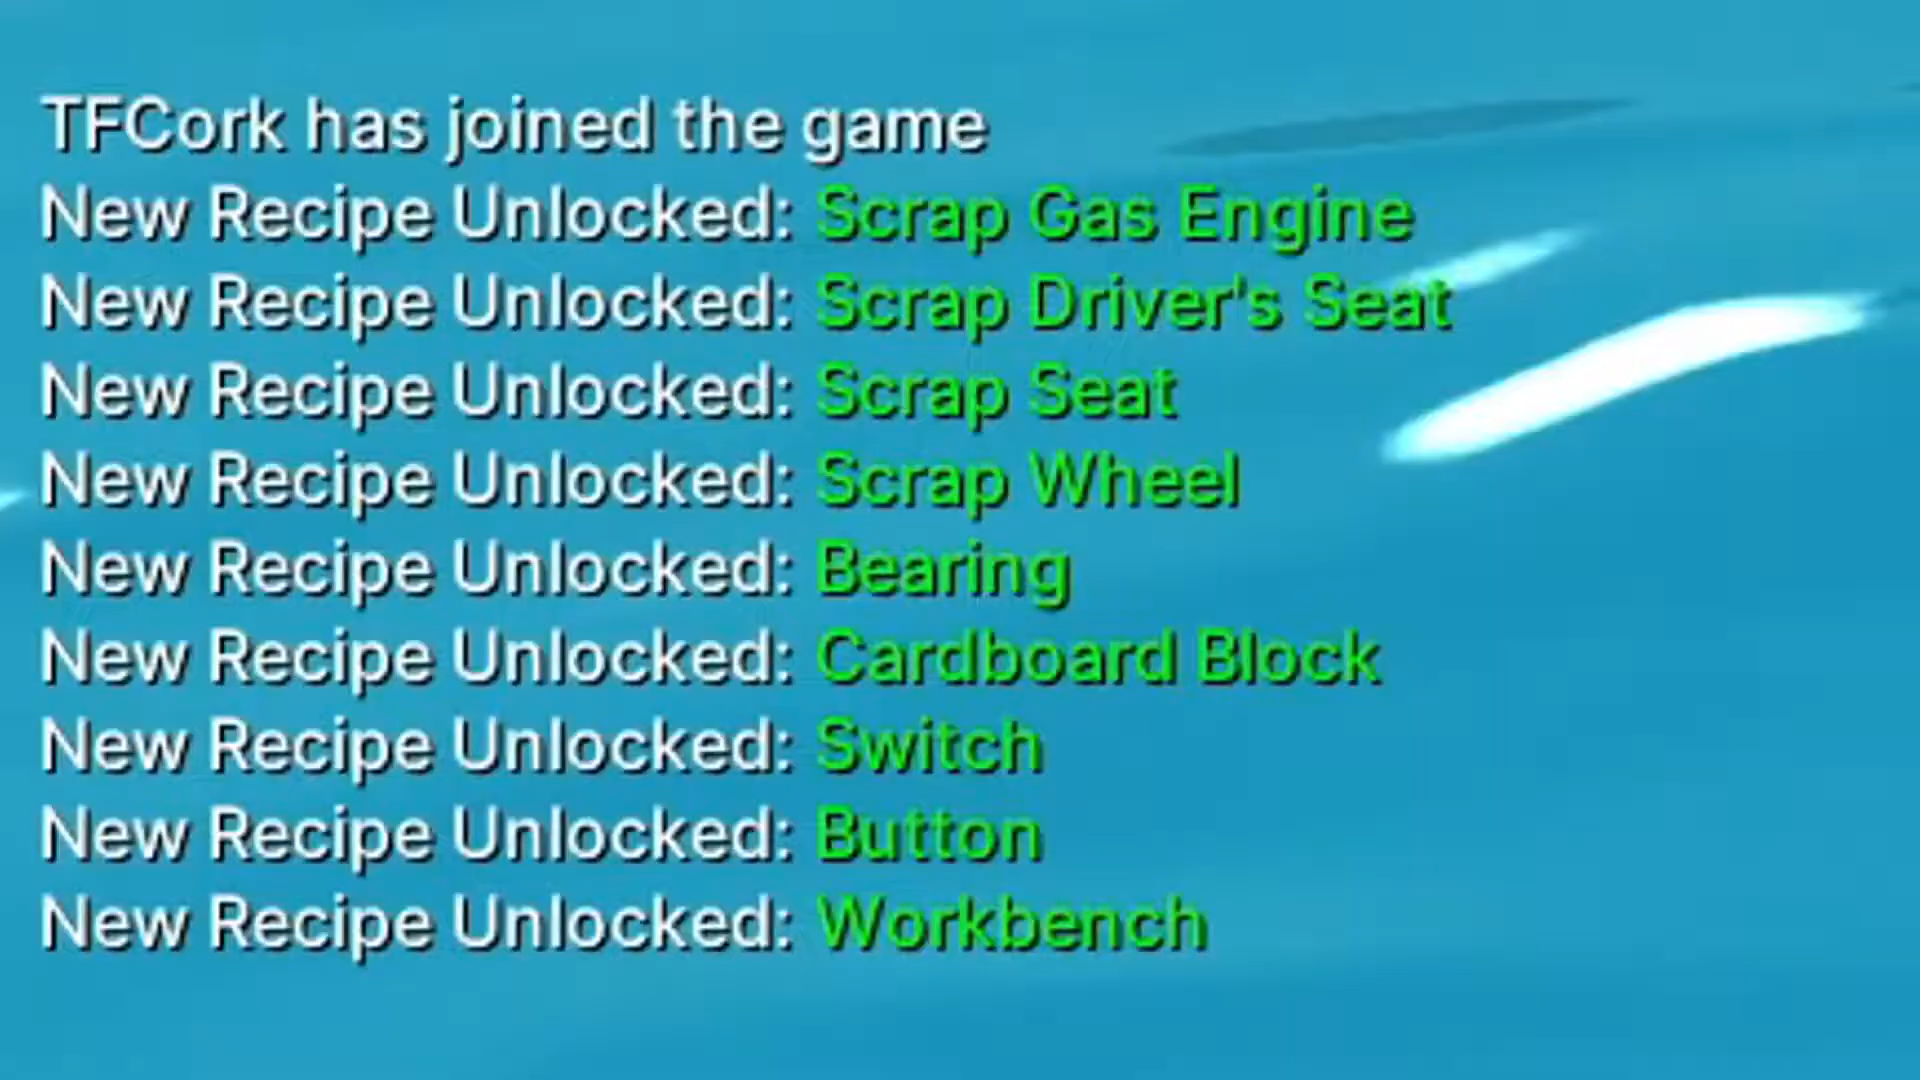 TFCork has joined the game
New Recipe Unlocked: Scrap Gas Engine
New Recipe Unlocked: Scrap Driver's Seat
New Recipe Unlocked: Scrap Seat
New Recipe Unlocked: Scrap Wheel
New Recipe Unlocked: Bearing
New Recipe Unlocked: Cardboard Block
New Recipe Unlocked: Switch
New Recipe Unlocked: Button
New Recipe Unlocked: Workbench